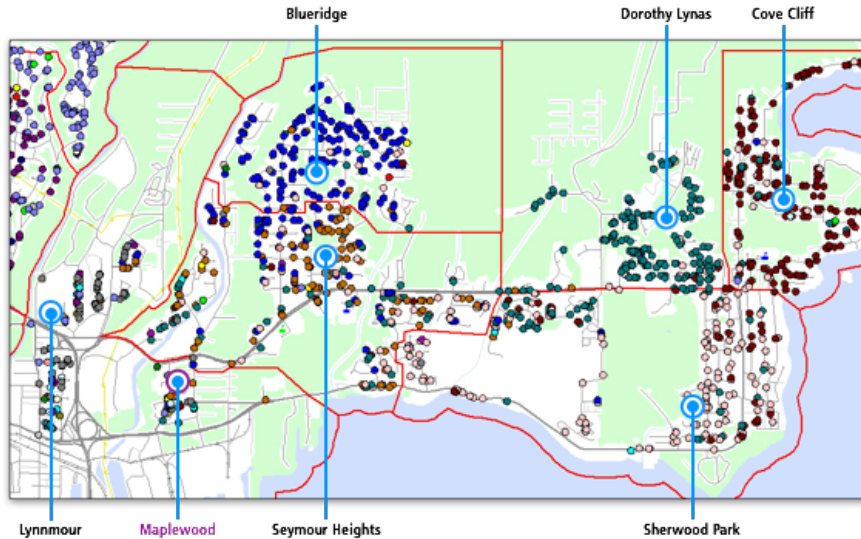 Blueridge
Dorothy Lynas
Cove Cliff
Lynnmour
Maplewood
Seymour Heights
Sherwood Park